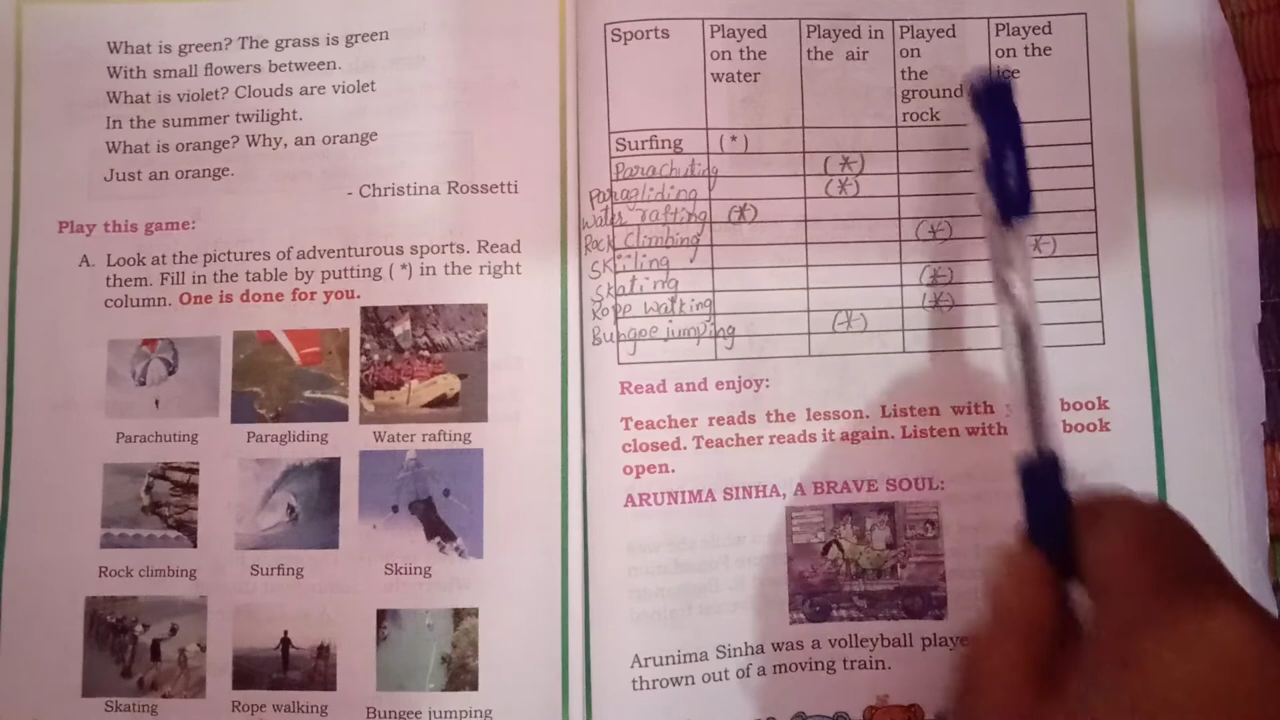 What is green? The grass is green
With small flowers between.
What is violet? Clouds are violet
In the summer twilight.
What is orange? Why, an orange
Just an orange.
- Christina Rossetti
Play this game:
A. Look at the pictures of adventurous sports. Read
them. Fill in the table by putting ( *) in the right
column. One is done for you.
Parachuting Paragliding Water rafting
Rock climbing Surfing Skiing
Skating Rope walking Bungee jumping
Sports Played on the water Played in the air Played on the ground rock Played on the ice
Surfing (*)
Parachuting (*)
Paragliding (*)
Water rafting (*)
Rock Climbing (*)
Skiiling *)
Skating (*)
Ropp walking (*)
Bungoe jumping (*)
Read and enjoy:
Teacher reads the lesson. Listen with book
closed. Teacher reads it again. Listen with book
open.
ARUNIMA SINHA, A BRAVE SOUL:
Arunima Sinha was a volleyball playe
thrown out of a moving train.